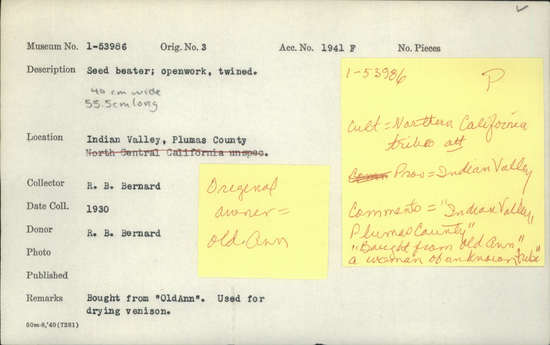 Museum No. 1-53986 Orig. No. 3 Acc. No. 1941 F No. Pieces
Description Seed beater; openwork, twined.
40 cm wide
55.5cm long
Location Indian Valley, Plumas County
North Central California unspec.
Collector R. B. Bernard
Date Coll. 1930
Donor R. B. Bernard
Photo
Published
Remarks Bought from "OldAnn". Used for
drying venison.
50m-8,'40(7281)
Original
owner =
old Ann
1-53986 P
Cult = Northern California
tribes att
Prov = Indian Valley
Comments = "Indian Valley,
Plumas County"
"Bought from old Ann"
a woman of unknown tribe"